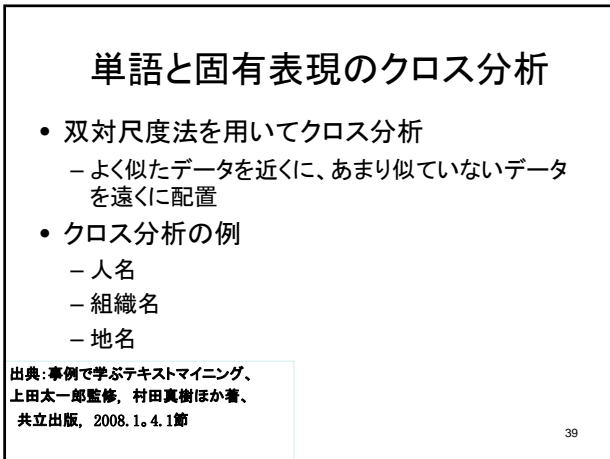 単語と固有表現のクロス分析
• 双対尺度法を用いてクロス分析
– よく似たデータを近くに、あまり似ていないデータ
を遠くに配置
• クロス分析の例
– 人名
– 組織名
– 地名
出典：事例で学ぶテキストマイニング、
上田太一郎監修，村田真樹ほか著、
共立出版，2008.1。4.1節
39